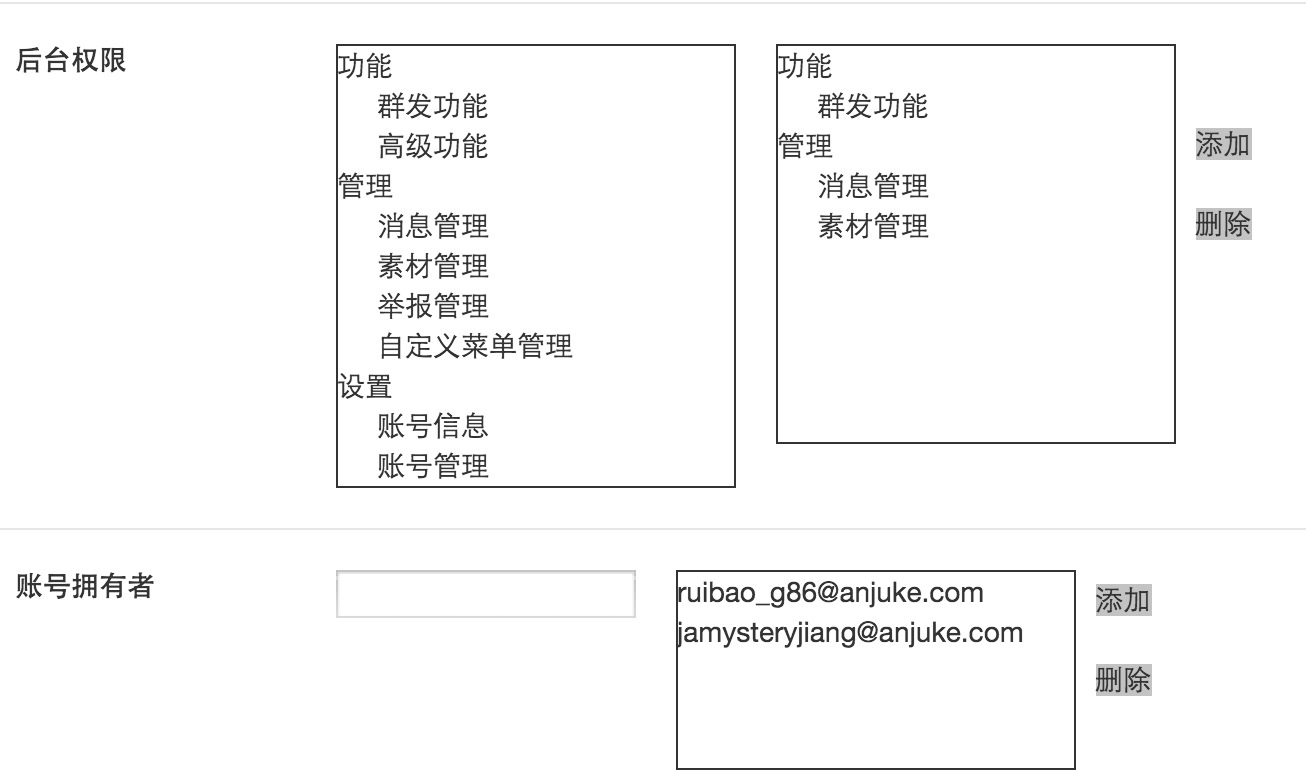 后台权限
功能
群发功能
高级功能
管理
消息管理
素材管理
举报管理
自定义菜单管理
设置
账号信息
账号管理
功能
群发功能
管理
消息管理
素材管理
添加
删除
账号拥有者
ruibao_g86@anjuke.com
jamysteryjiang@anjuke.com
添加
删除